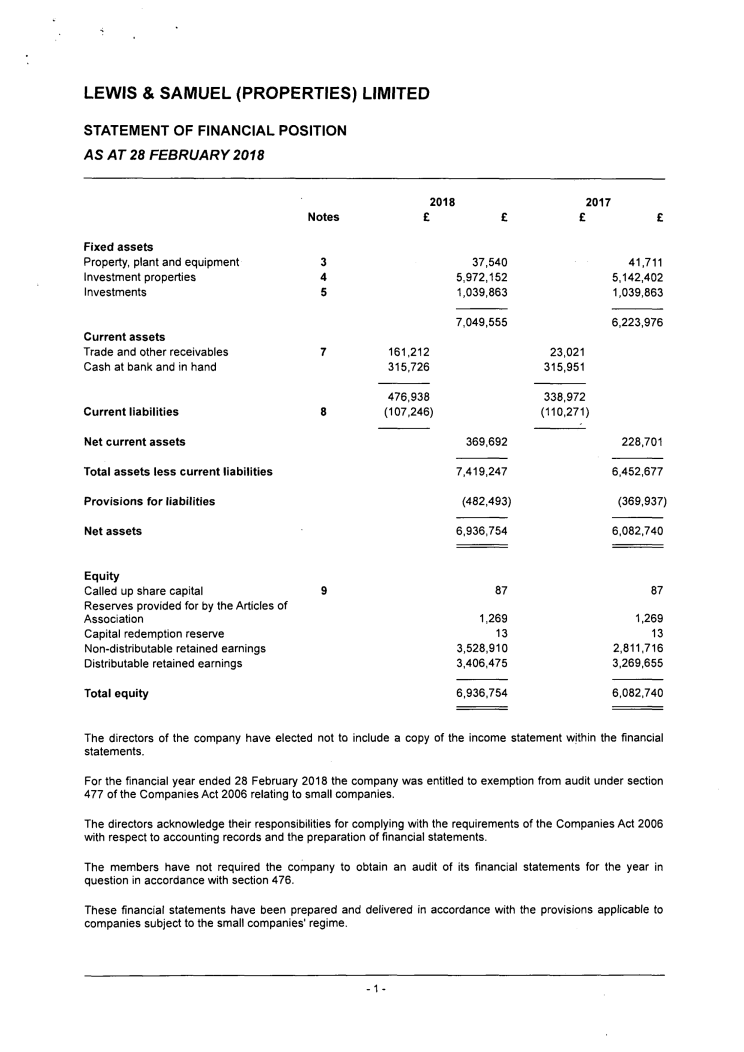 LEWIS & SAMUEL (PROPERTIES) LIMITED
STATEMENT OF FINANCIAL POSITION
AS AT 28 FEBRUARY 2018
2018 2017
Notes £ £ £ £
Fixed assets
Property, plant and equipment 3 37,540 41,711
Investment properties 4 5,972,152 5,142,402
Investments 5 1,039,863 1,039,863
7,049,555 6,223,976
Current assets
Trade and other receivables 7 161,212 23,021
Cash at bank and in hand 315,726 315,951
476,938 338,972
Current liabilities 8 (107,246) (110,271)
Net current assets 369,692 228,701
Total assets less current liabilities 7,419,247 6,452,677
Provisions for liabilities (482,493) (369,937)
Net assets 6,936,754 6,082,740
Equity
Called up share capital 9 87 87
Reserves provided for by the Articles of
Association 1,269 1,269
Capital redemption reserve 13 13
Non-distributable retained earnings 3,528,910 2,811,716
Distributable retained earnings 3,406,475 3,269,655
Total equity 6,936,754 6,082,740
The directors of the company have elected not to include a copy of the income statement within the financial
statements.
For the financial year ended 28 February 2018 the company was entitled to exemption from audit under section
477 of the Companies Act 2006 relating to small companies.
The directors acknowledge their responsibilities for complying with the requirements of the Companies Act 2006
with respect to accounting records and the preparation of financial statements.
The members have not required the company to obtain an audit of its financial statements for the year in
question in accordance with section 476.
These financial statements have been prepared and delivered in accordance with the provisions applicable to
companies subject to the small companies' regime.
- 1 -